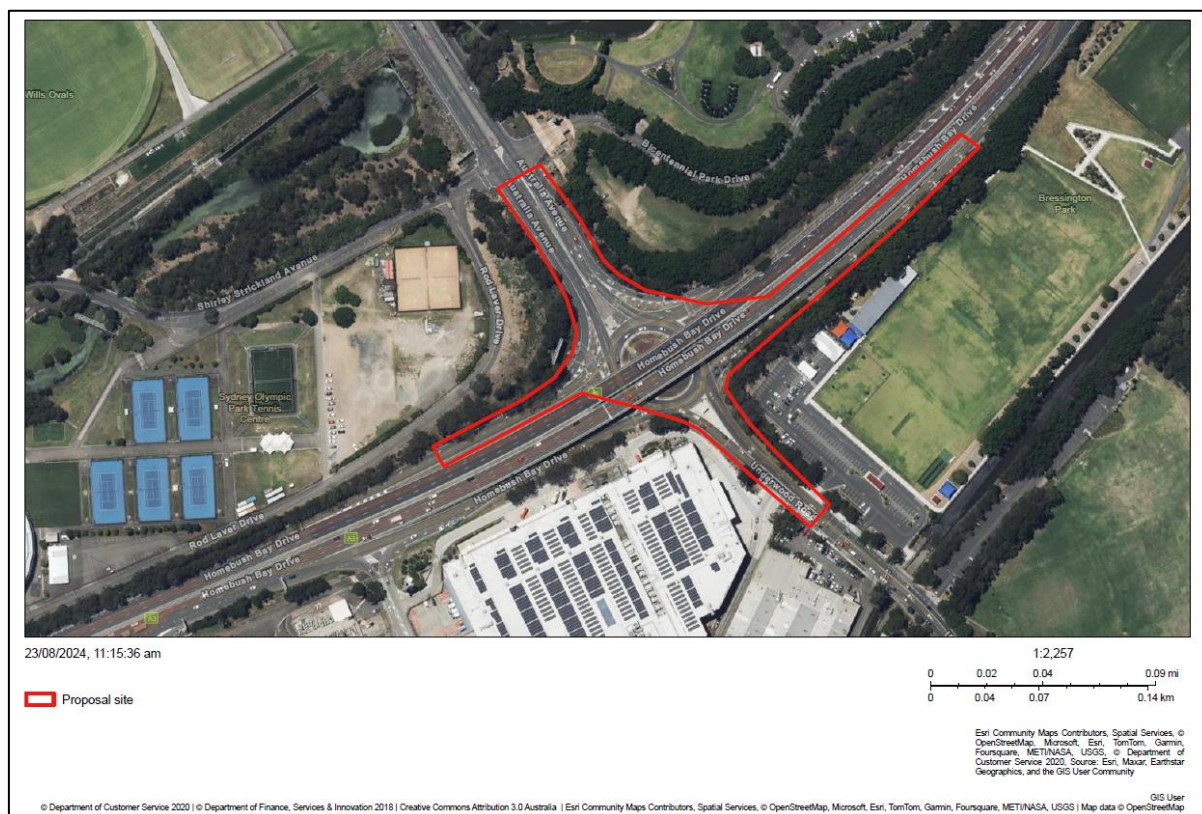 Wills Ovals
Australia Avenue
Australia Avenue
Bicentennial Park Drive
Homebush Bay Drive
Bressington
Park
Shirley Strickland Avenue
Rod Laver Drive
Homebush Bay Drive
Homebush Bay Drive
Sydney Olympic
Park Tennis
Centre
Homebush Bay Drive
Underwood Road
Rod Laver Drive
Homebush Bay Drive
A3
Homebush Bay Drive
A3
23/08/2024, 11:15:36 am
1:2,257
0 0.02 0.04 0.09 mi
0 0.04 0.07 0.14 km
Proposal site
Esri Community Maps Contributors, Spatial Services, ©
OpenStreetMap, Microsoft, Esri, TomTom, Garmin,
Foursquare, METI/NASA, USGS, © Department of
Customer Service 2020, Source: Esri, Maxar, Earthstar
Geographics, and the GIS User Community
GIS User
© Department of Customer Service 2020 | © Department of Finance, Services & Innovation 2018 | Creative Commons Attribution 3.0 Australia | Esri Community Maps Contributors, Spatial Services, © OpenStreetMap, Microsoft, Esri, TomTom, Garmin, Foursquare, METI/NASA, USGS | Map data © OpenStreetMap